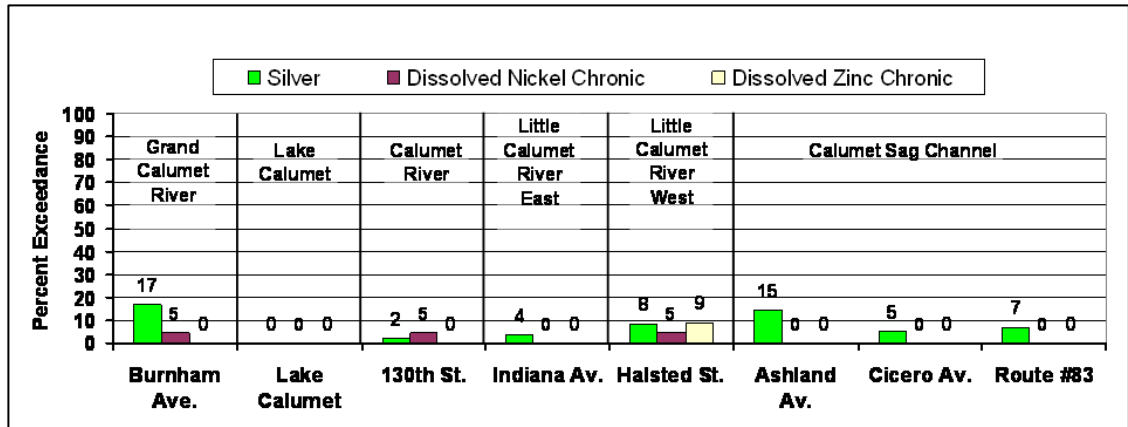 Silver Dissolved Nickel Chronic Dissolved Zinc Chronic
Percent Exceedance
100
90
80
70
60
50
40
30
20
10
0
Grand
Calumet
River
Lake
Calumet
Calumet
River
Little
Calumet
River
East
Little
Calumet
River
West
Calumet Sag Channel
17 5 0
0 0 0
2 5 0
4 0 0
8 5 9
15 0 0
5 0 0
7 0 0
Burnham
Ave.
Lake
Calumet
130th St.
Indiana Av.
Halsted St.
Ashland
Av.
Cicero Av.
Route #83